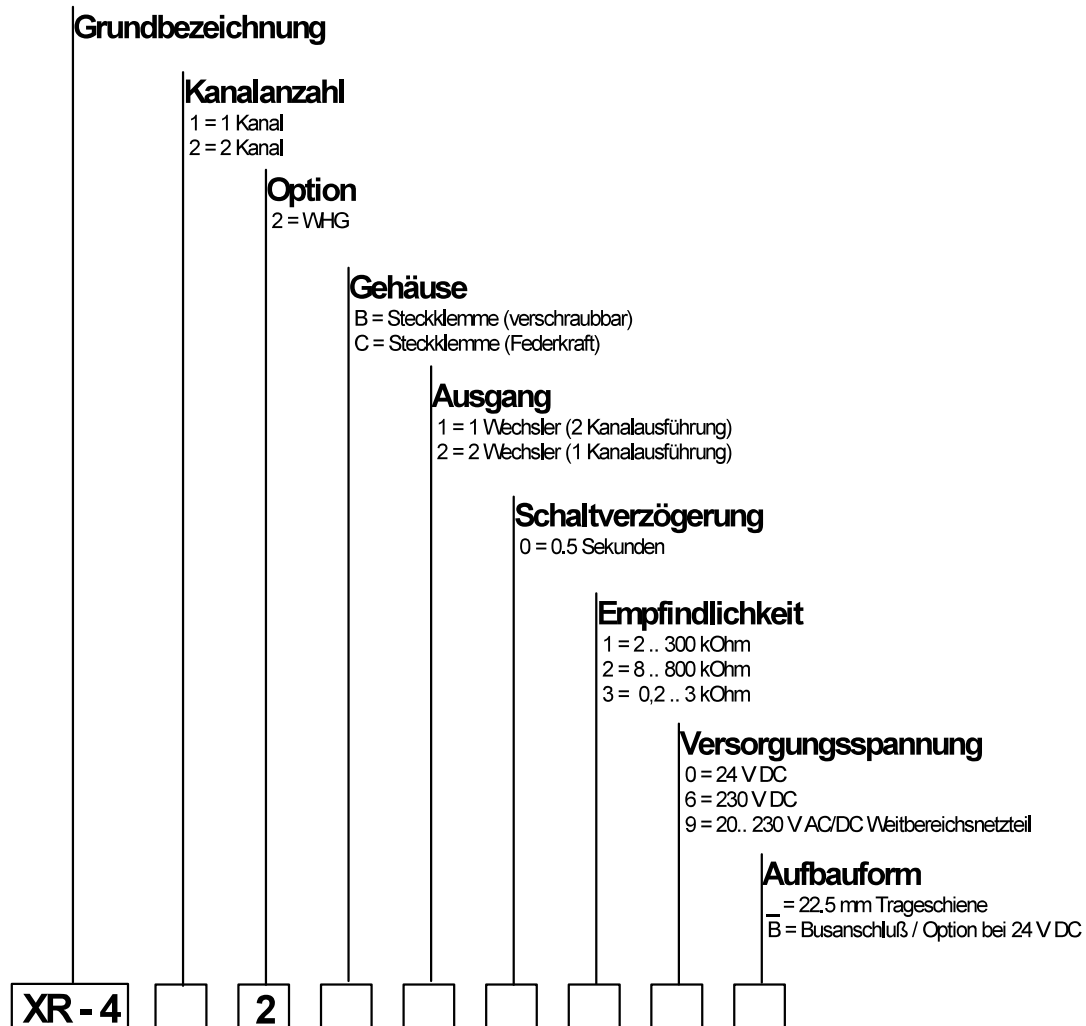 Grundbezeichnung
Kanalanzahl
1 = 1 Kanal
2 = 2 Kanal
Option
2 = WHG
Gehäuse
B = Steckklemme (verschraubbar)
C = Steckklemme (Federkraft)
Ausgang
1 = 1 Wechsler (2 Kanalausführung)
2 = 2 Wechsler (1 Kanalausführung)
Schaltverzögerung
0 = 0.5 Sekunden
Empfindlichkeit
1 = 2 .. 300 kOhm
2 = 8 .. 800 kOhm
3 = 0,2 .. 3 kOhm
Versorgungsspannung
0 = 24 V DC
6 = 230 V DC
9 = 20.. 230 V AC/DC Weitbereichsnetzteil
Aufbauform
_ = 22.5 mm Trageschiene
B = Busanschluß / Option bei 24 V DC
XR - 4 2